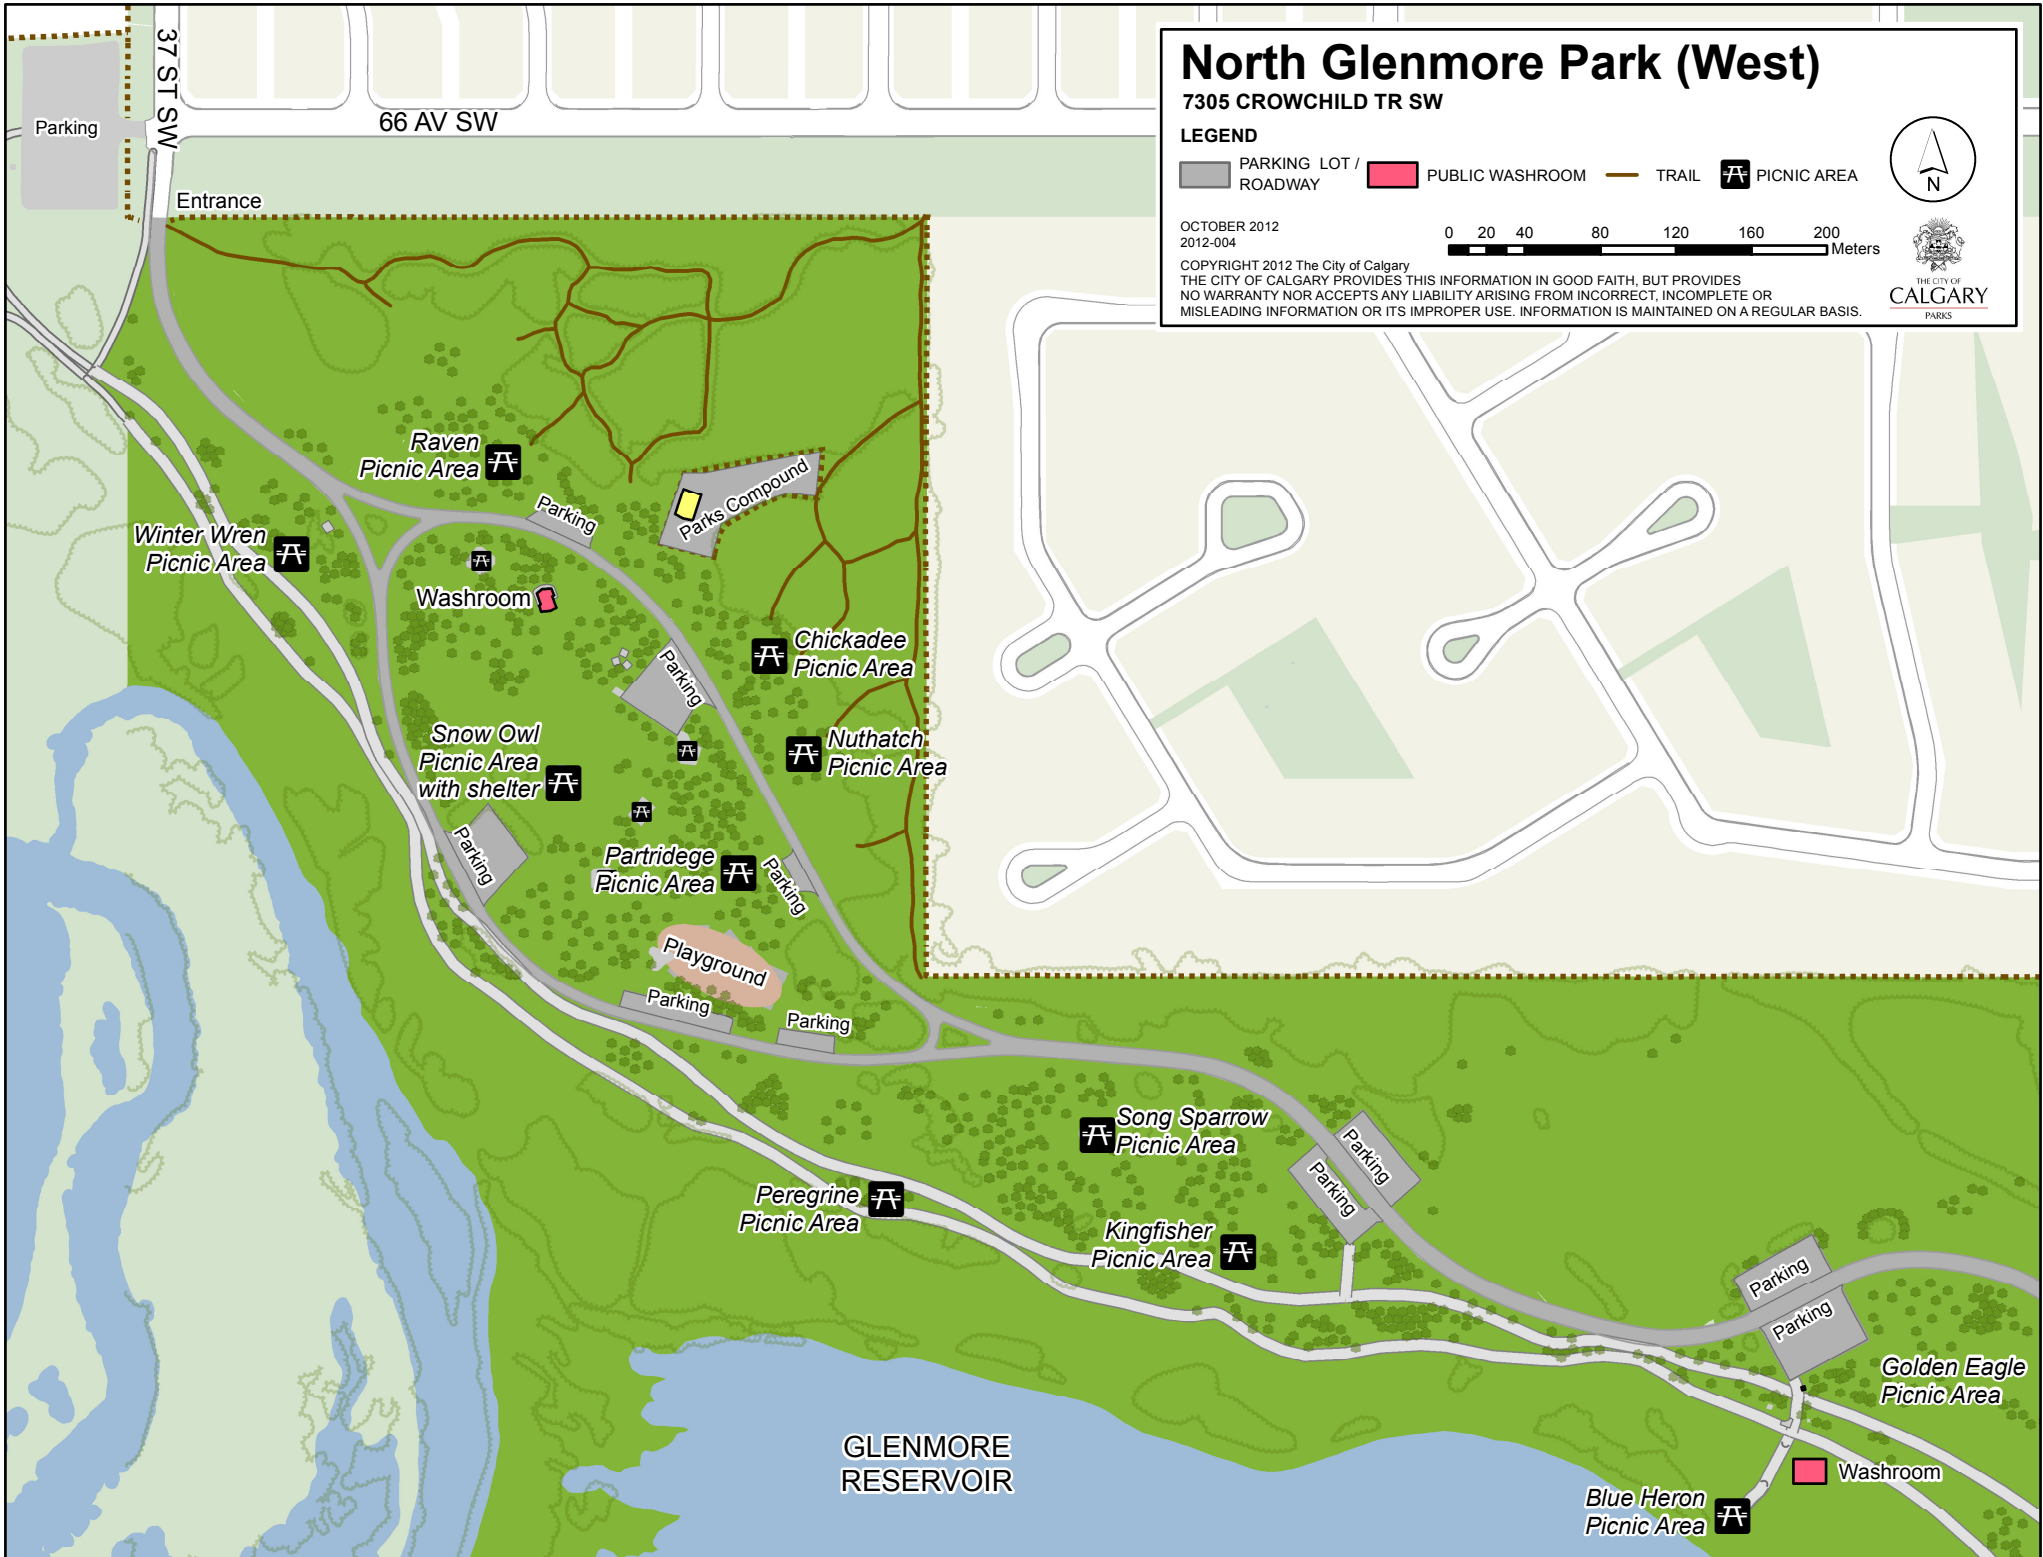 North Glenmore Park (West)
7305 CROWCHILD TR SW
LEGEND
PARKING LOT /
ROADWAY
PUBLIC WASHROOM
TRAIL
PICNIC AREA
N
OCTOBER 2012
2012-004
0 20 40 80 120 160 200
Meters
COPYRIGHT 2012 The City of Calgary
THE CITY OF CALGARY PROVIDES THIS INFORMATION IN GOOD FAITH, BUT PROVIDES
NO WARRANTY NOR ACCEPTS ANY LIABILITY ARISING FROM INCORRECT, INCOMPLETE OR
MISLEADING INFORMATION OR ITS IMPROPER USE. INFORMATION IS MAINTAINED ON A REGULAR BASIS.
THE CITY OF
CALGARY
PARKS
37 ST SW
66 AV SW
Parking
Entrance
Raven
Picnic Area
Parking
Parks Compound
Winter Wren
Picnic Area
Washroom
Chickadee
Picnic Area
Parking
Snow Owl
Picnic Area
with shelter
Nuthatch
Picnic Area
Parking
Partridege
Picnic Area
Parking
Playground
Parking
Parking
Song Sparrow
Picnic Area
Parking
Parking
Peregrine
Picnic Area
Kingfisher
Picnic Area
Parking
Parking
Golden Eagle
Picnic Area
GLENMORE
RESERVOIR
Washroom
Blue Heron
Picnic Area